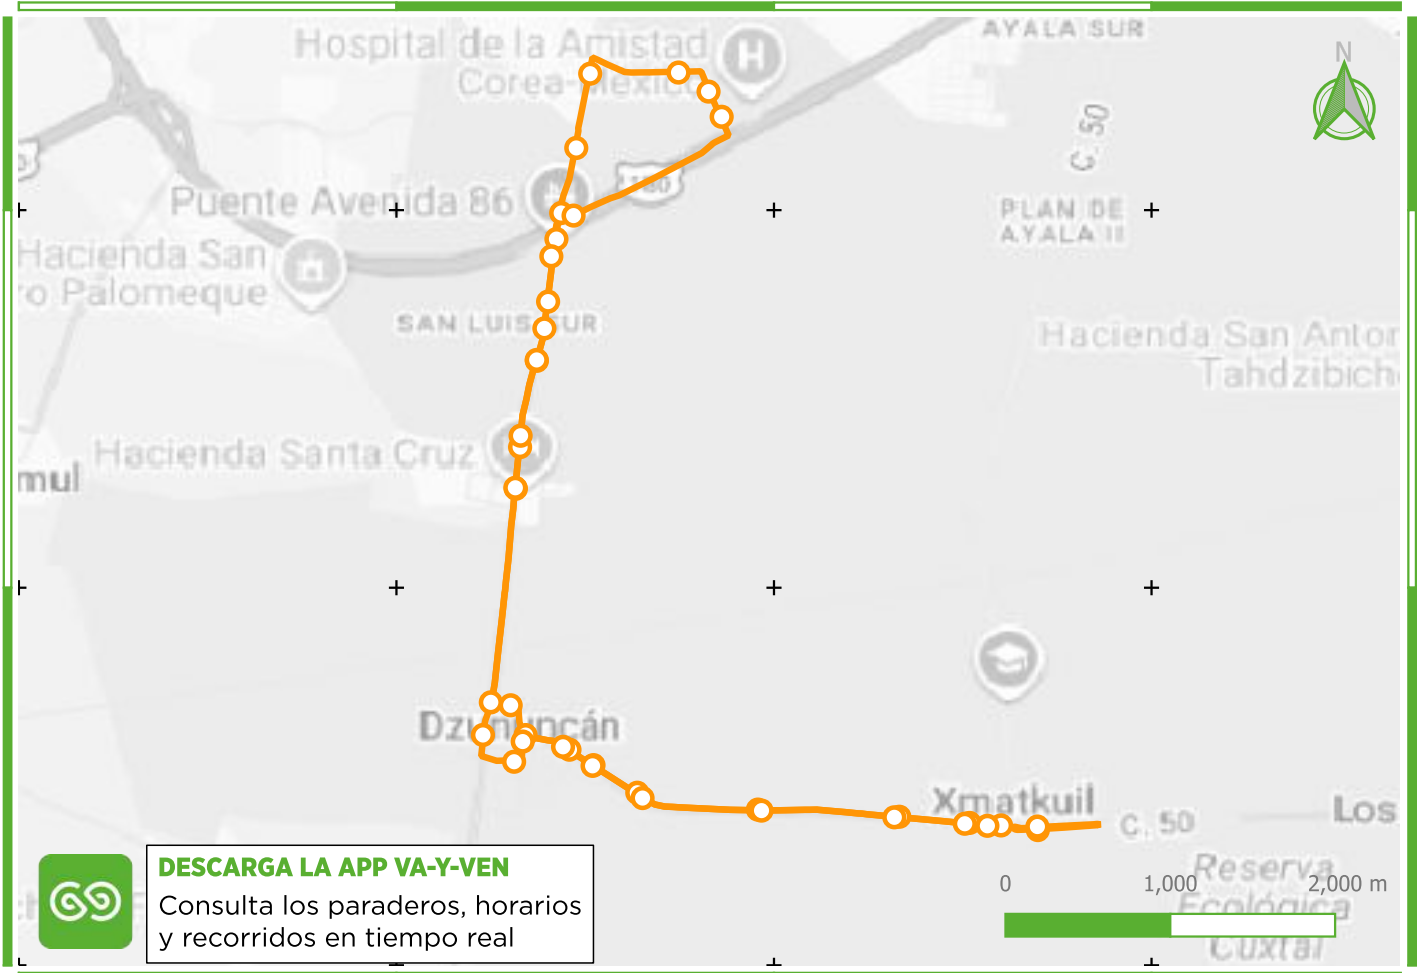 AYALA SUR
Hospital de la Amistad
Corea-México
N
C. 50
180
Puente Avenida 86
PLAN DE
AYALA II
Hacienda San
ro Palomeque
SAN LUIS SUR
Hacienda San Anton
Tahdzibich
Hacienda Santa Cruz
mul
Dzununcán
Xmatkuil
C. 50
Los
Reserva
Ecológica
Cuxtal
0 1,000 2,000 m
DESCARGA LA APP VA-Y-VEN
Consulta los paraderos, horarios
y recorridos en tiempo real